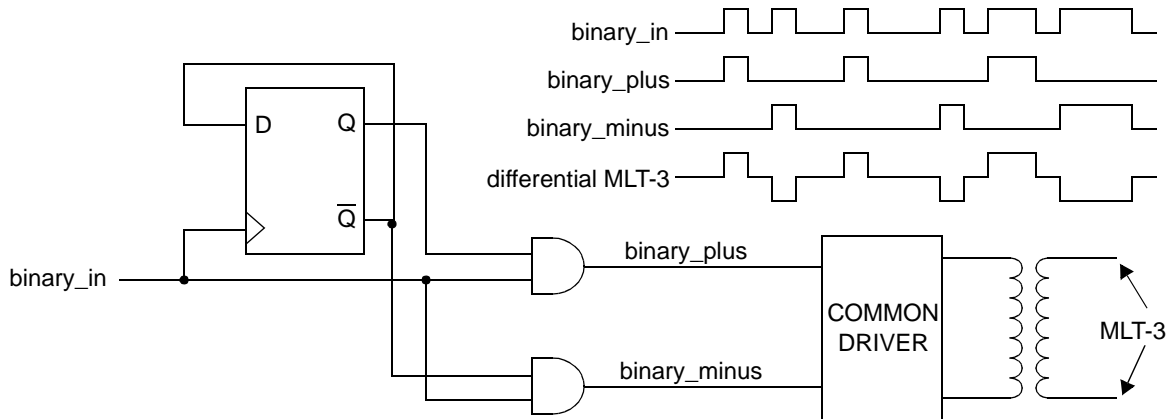 binary_in
binary_plus
binary_minus
differential MLT-3
D Q
Q̅
binary_in
binary_plus
binary_minus
COMMON
DRIVER
MLT-3